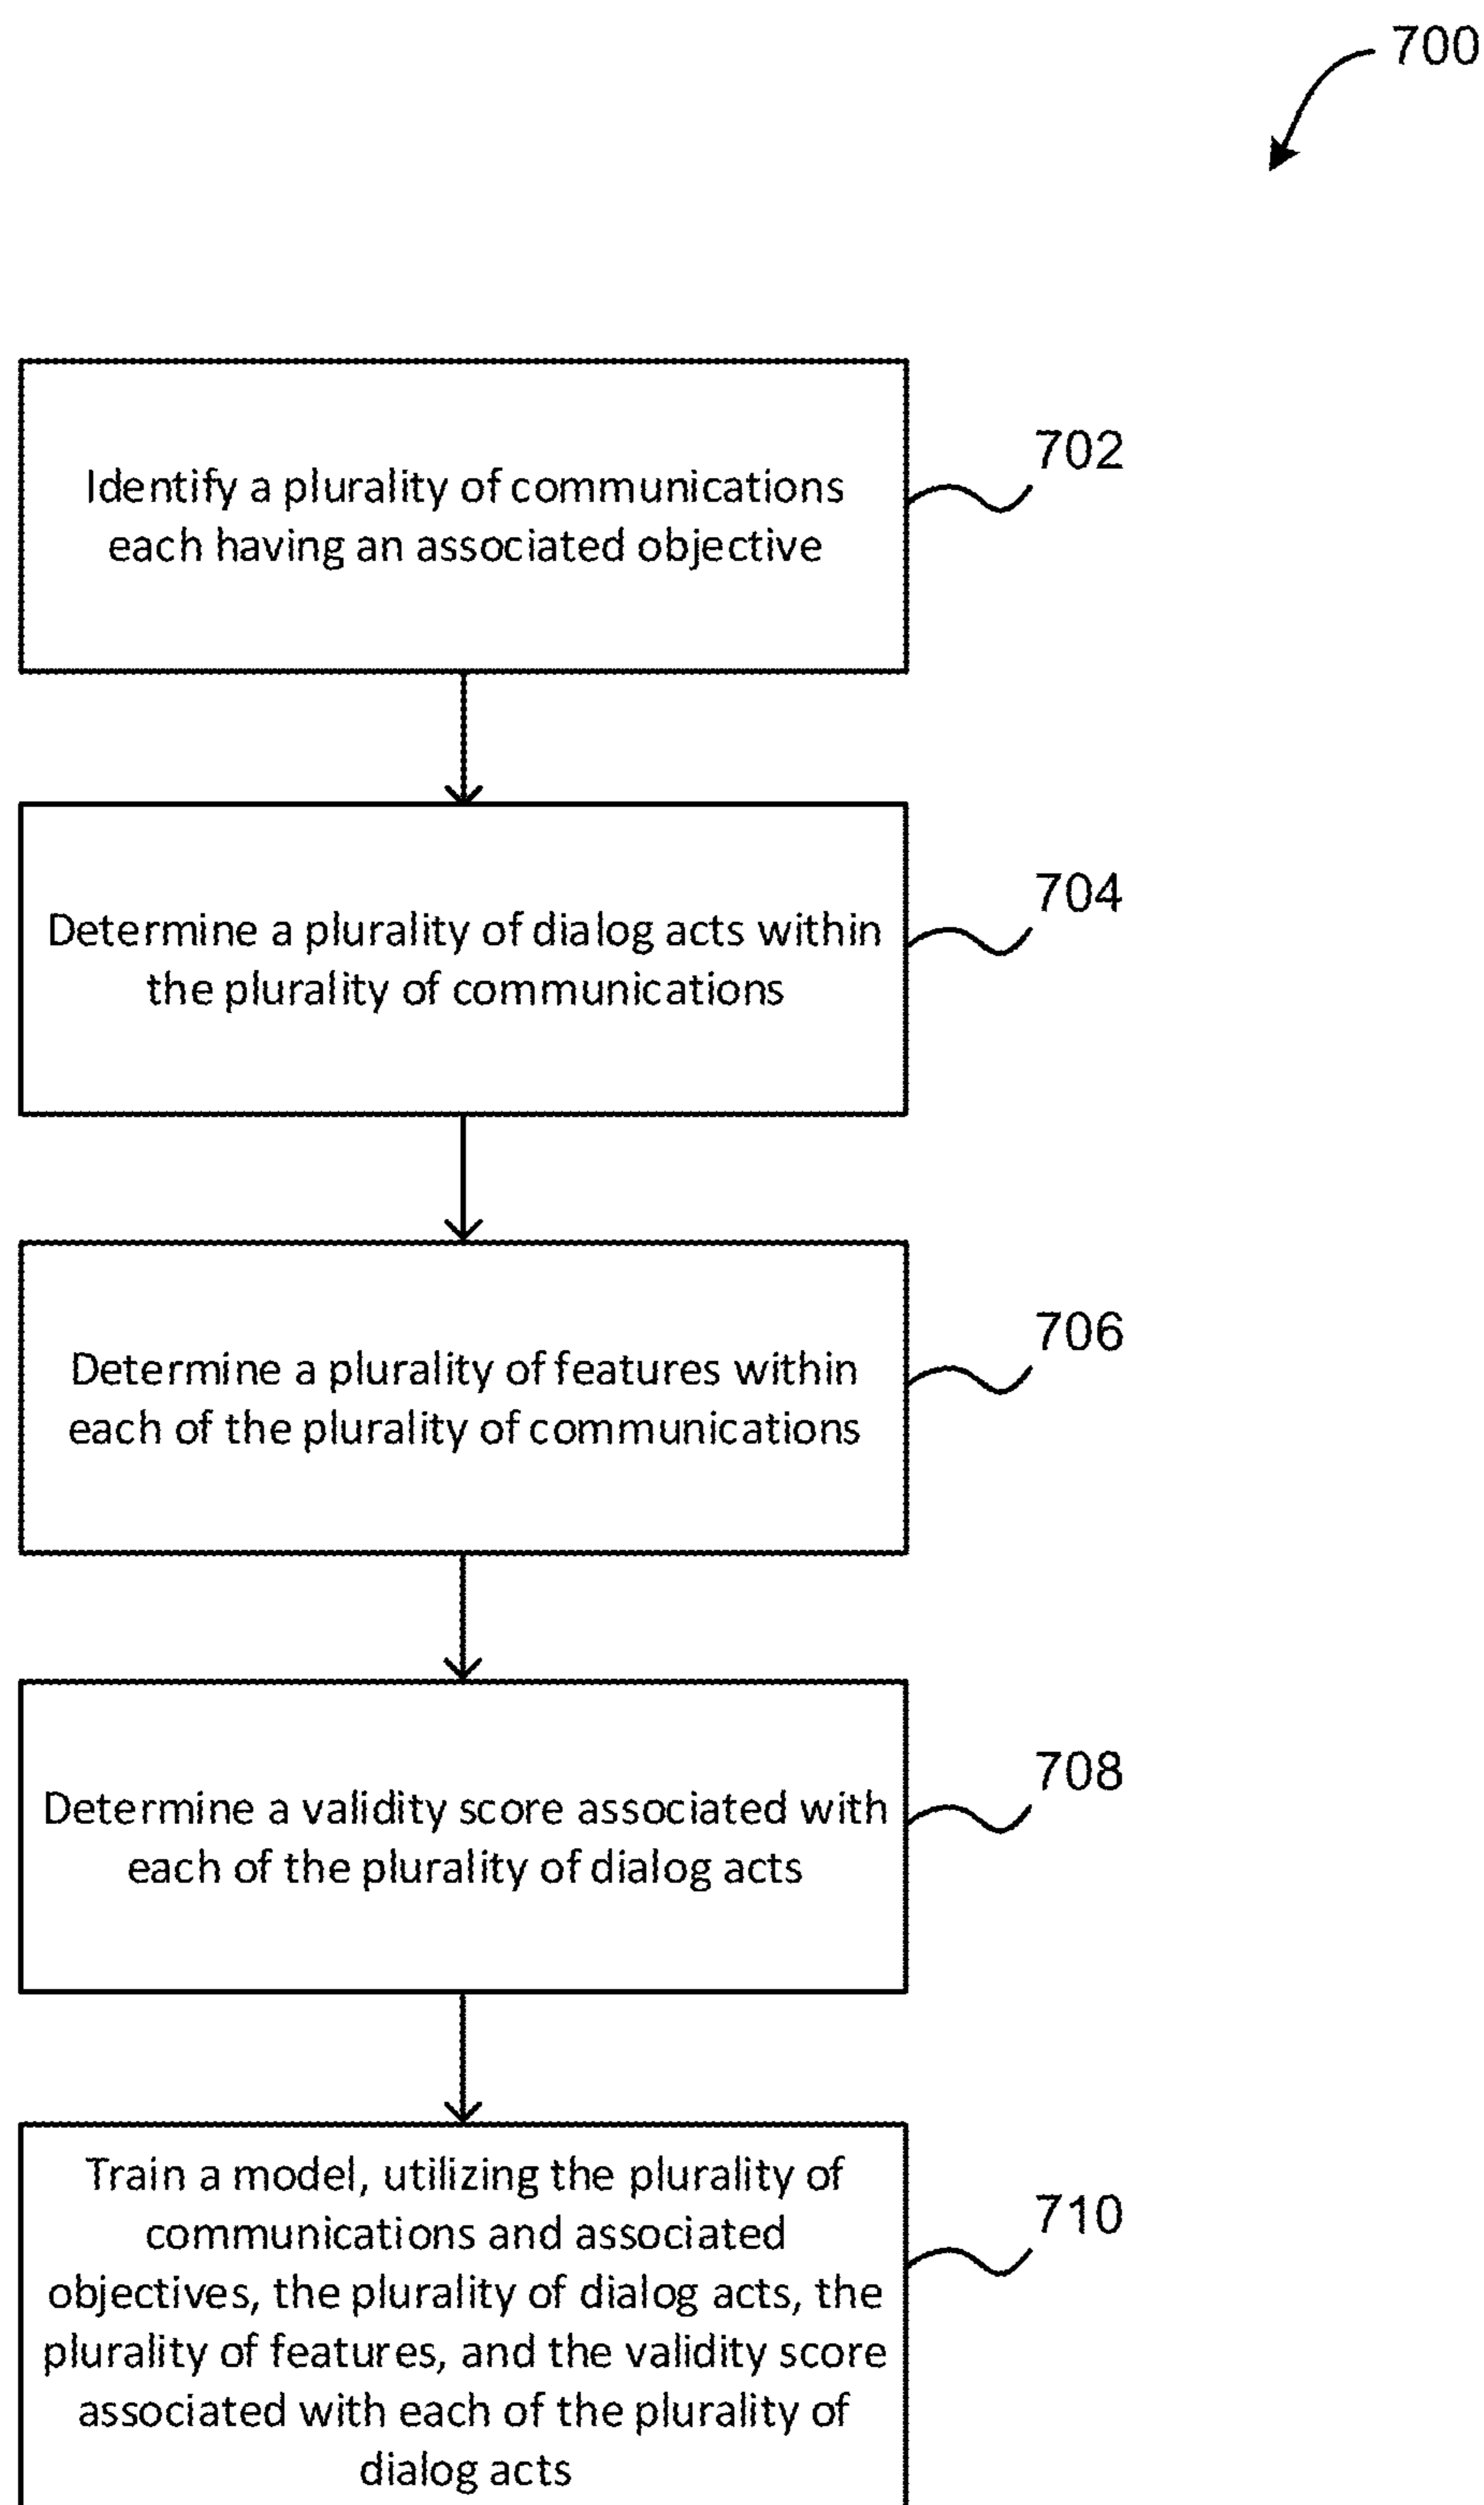 700
Identify a plurality of communications
each having an associated objective
702
Determine a plurality of dialog acts within
the plurality of communications
704
Determine a plurality of features within
each of the plurality of communications
706
Determine a validity score associated with
each of the plurality of dialog acts
708
Train a model, utilizing the plurality of
communications and associated
objectives, the plurality of dialog acts, the
plurality of features, and the validity score
associated with each of the plurality of
dialog acts
710